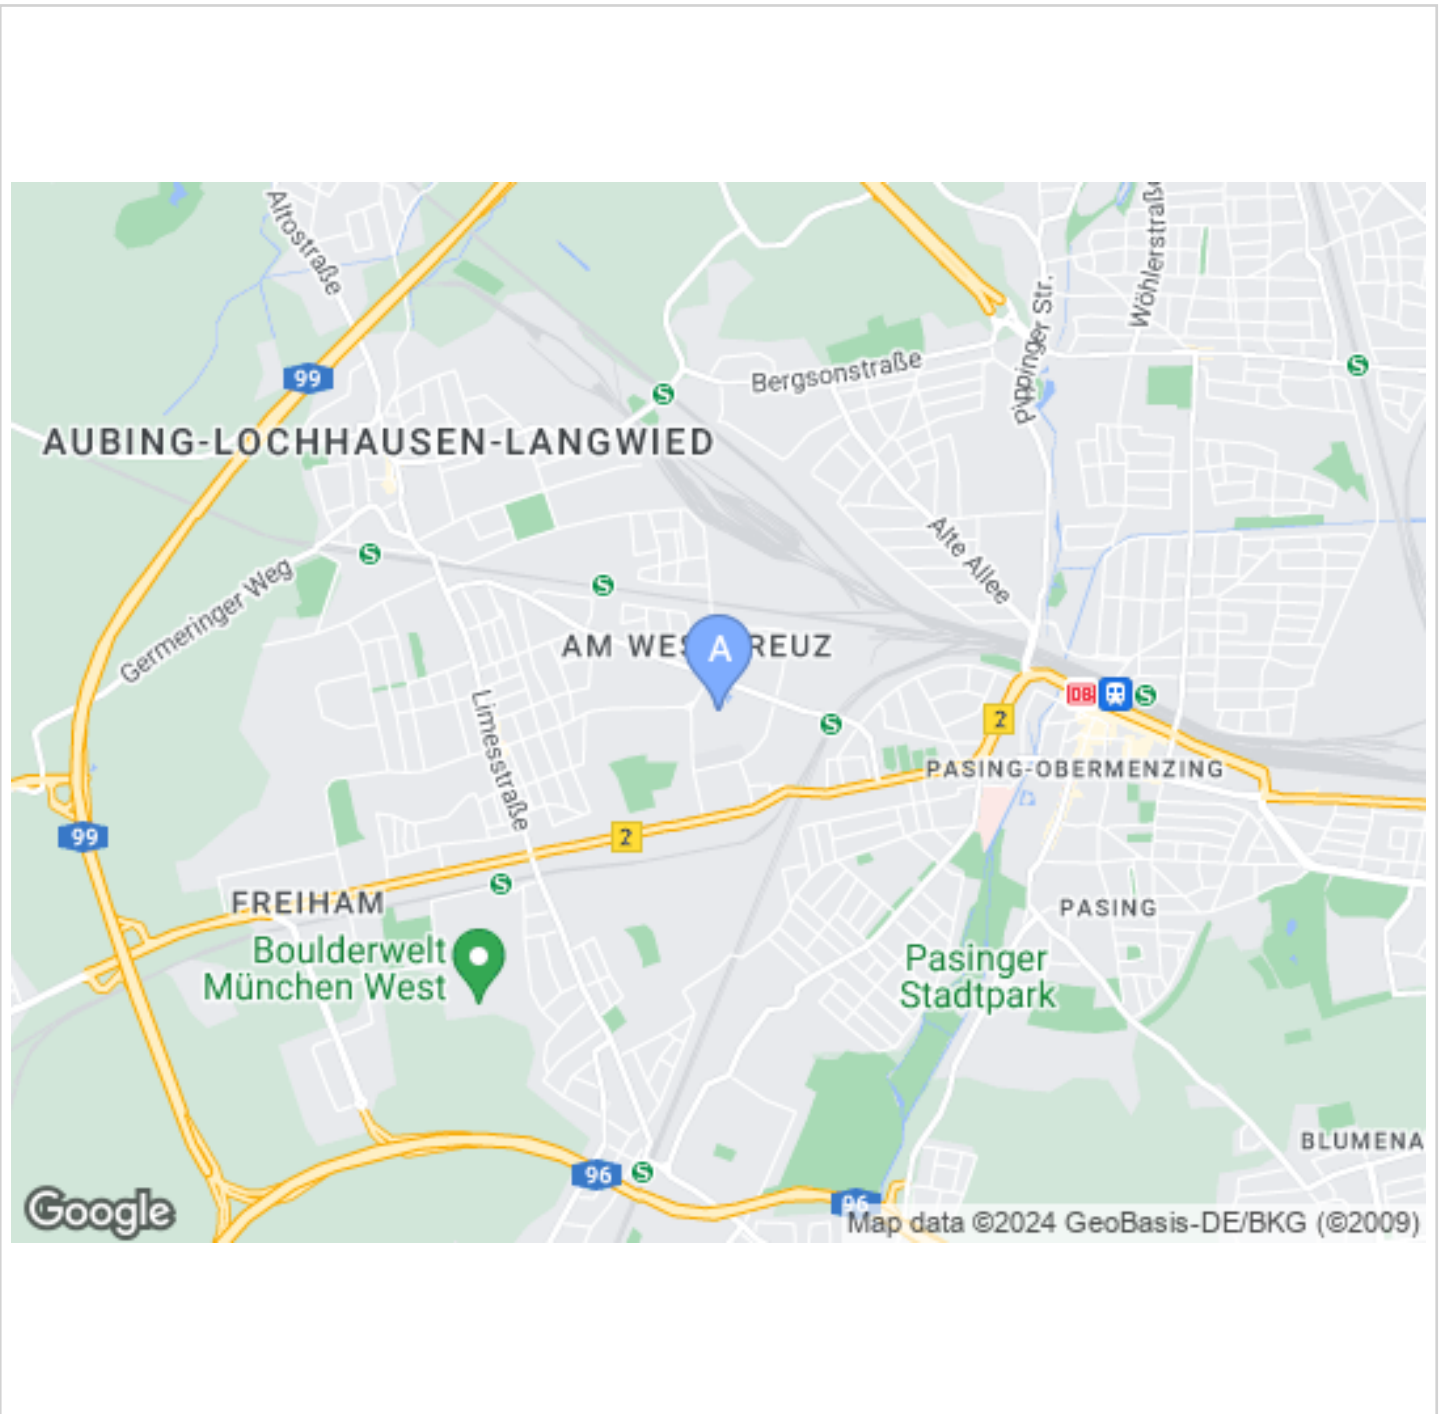 Altostraße
Wöhlerstraße
Pippinger Str.
99
Bergsonstraße
S
S
AUBING-LOCHHAUSEN-LANGWIED
Alte Allee
S
S
Germeringer Weg
AM WES
A
REUZ
Limesstraße
DB
S
2
S
PASING-OBERMENZING
99
2
S
FREIHAM
PASING
Boulderwelt
München West
Pasinger
Stadtpark
BLUMENA
96
S
96
Google
Map data ©2024 GeoBasis-DE/BKG (©2009)